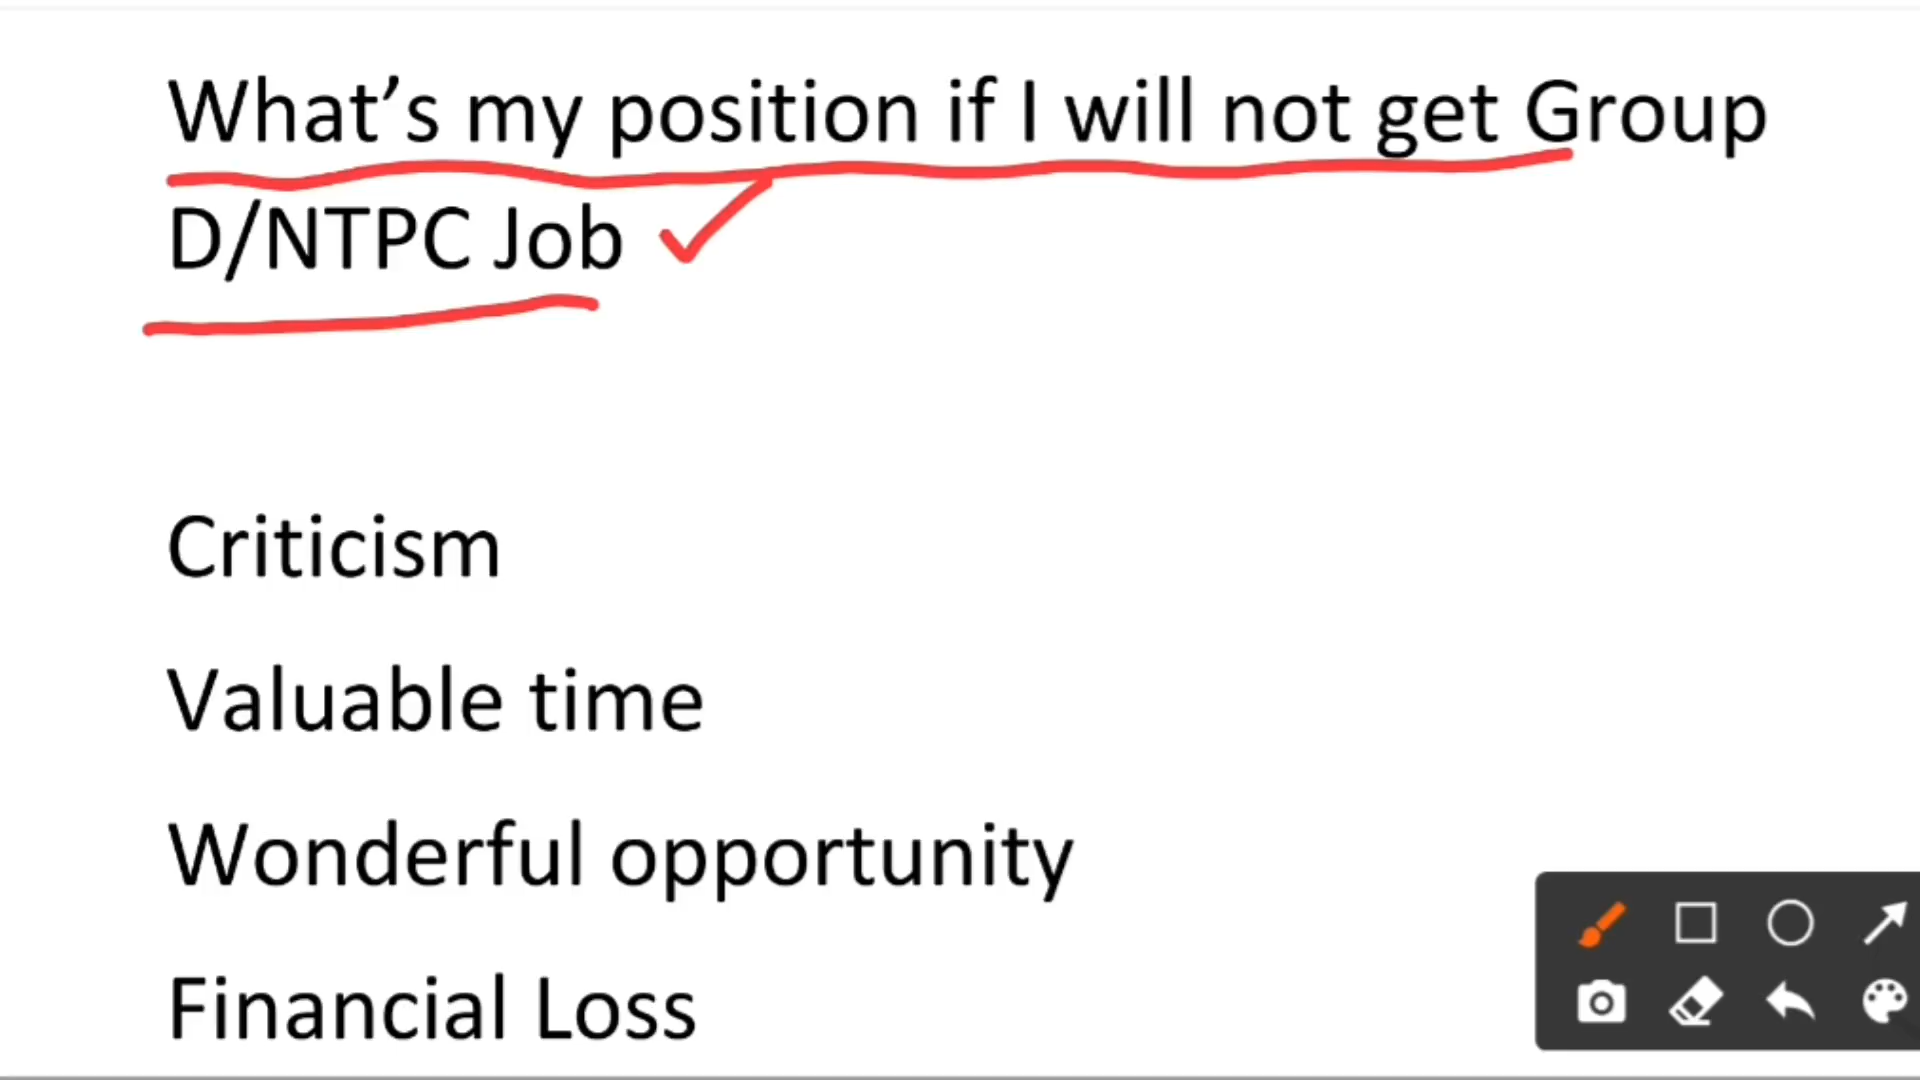 What’s my position if I will not get Group
D/NTPC Job
Criticism
Valuable time
Wonderful opportunity
Financial Loss